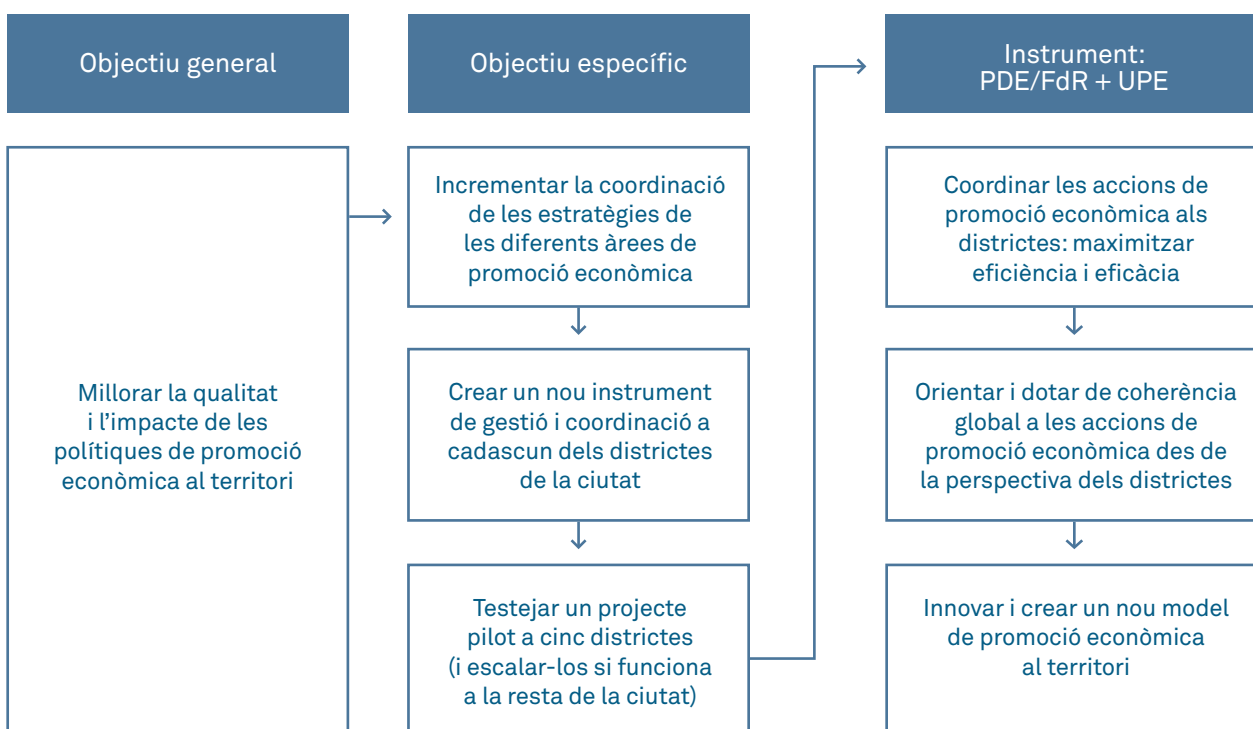 Objectiu general
Millorar la qualitat
i l’impacte de les
polítiques de promoció
econòmica al territori
Objectiu específic
Incrementar la coordinació
de les estratègies de
les diferents àrees de
promoció econòmica
Crear un nou instrument
de gestió i coordinació a
cadascun dels districtes
de la ciutat
Testejar un projecte
pilot a cinc districtes
(i escalar-los si funciona
a la resta de la ciutat)
Instrument:
PDE/FdR + UPE
Coordinar les accions de
promoció econòmica als
districtes: maximitzar
eficiència i eficàcia
Orientar i dotar de coherència
global a les accions de
promoció econòmica des de
la perspectiva dels districtes
Innovar i crear un nou model
de promoció econòmica
al territori